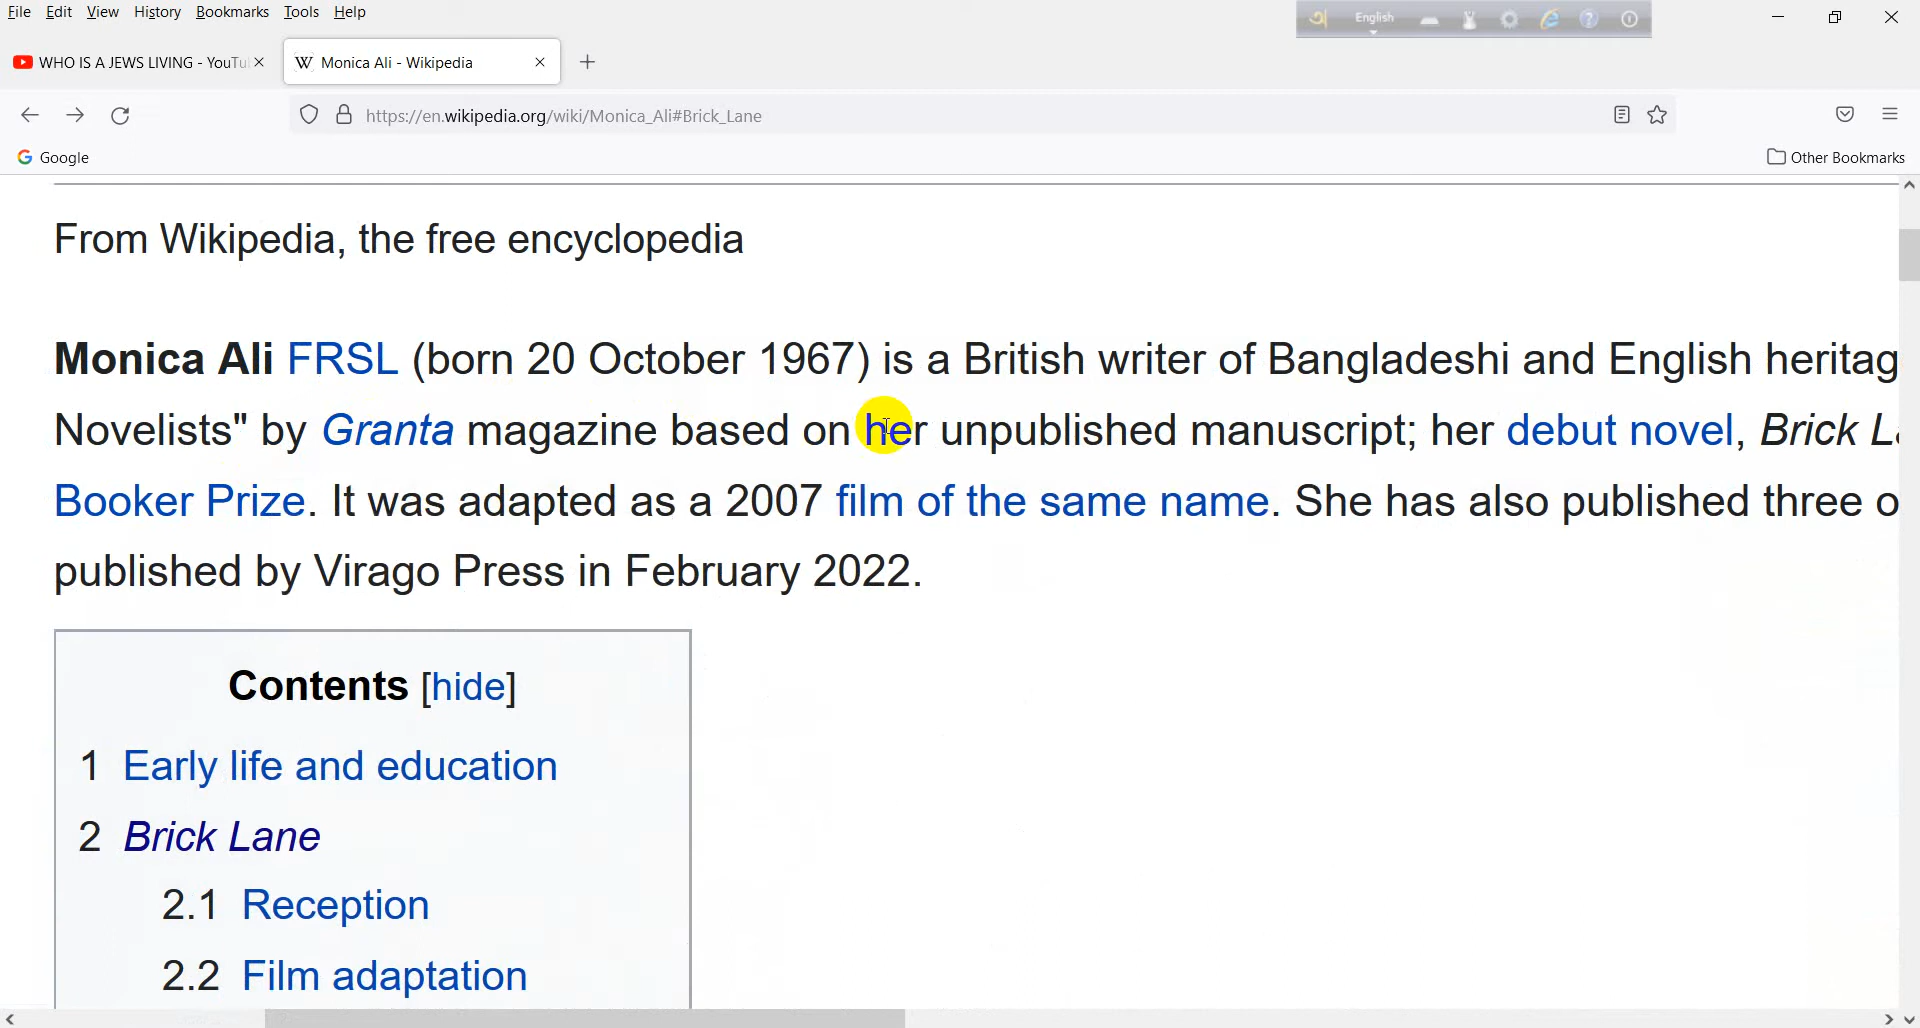 File Edit View History Bookmarks Tools Help
English
WHO IS A JEWS LIVING - YouTu
Monica Ali - Wikipedia
https://en.wikipedia.org/wiki/Monica_Ali#Brick_Lane
Google
Other Bookmarks
From Wikipedia, the free encyclopedia
Monica Ali FRSL (born 20 October 1967) is a British writer of Bangladeshi and English heritag
Novelists" by Granta magazine based on her unpublished manuscript; her debut novel, Brick La
Booker Prize. It was adapted as a 2007 film of the same name. She has also published three o
published by Virago Press in February 2022.
Contents [hide]
1 Early life and education
2 Brick Lane
2.1 Reception
2.2 Film adaptation